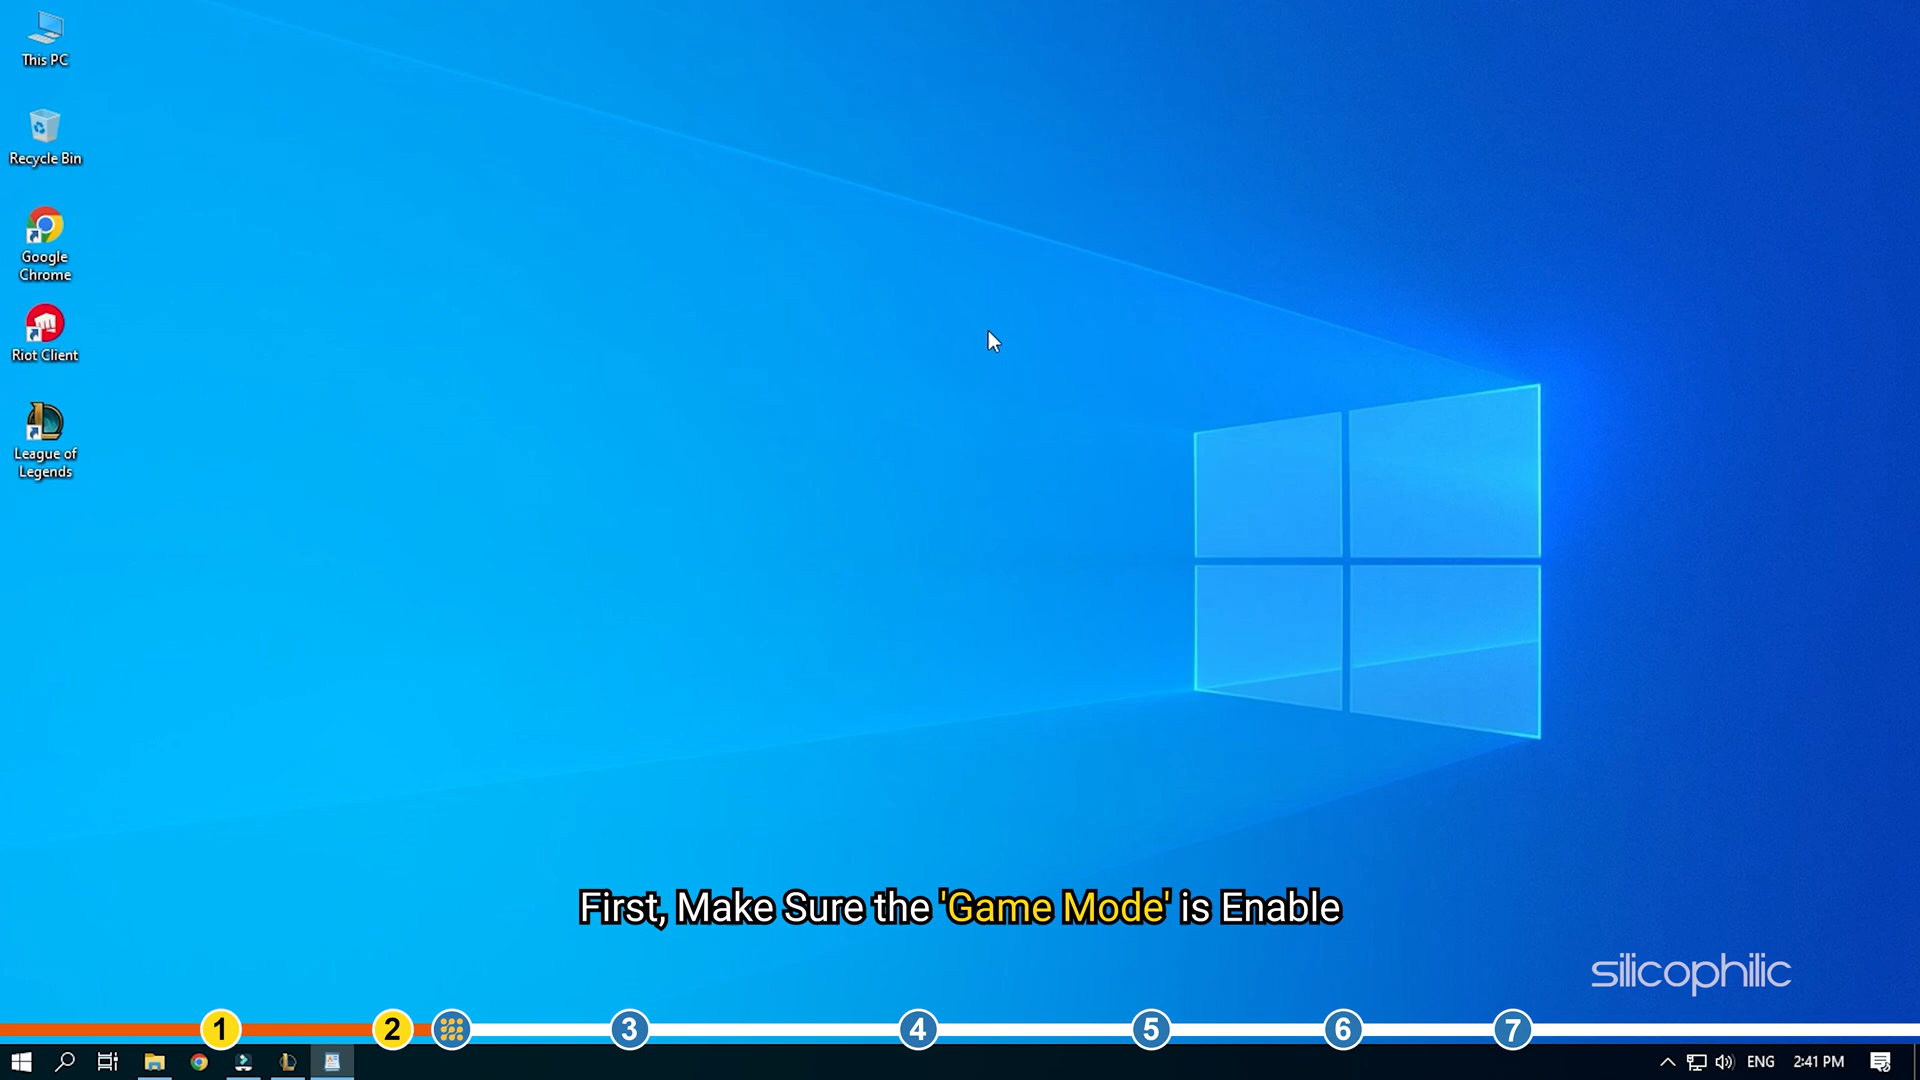 This PC
Recycle Bin
Google
Chrome
Riot Client
League of
Legends
First, Make Sure the 'Game Mode' is Enable
silicophilic
1 2 3 4 5 6 7
ENG 2:41 PM